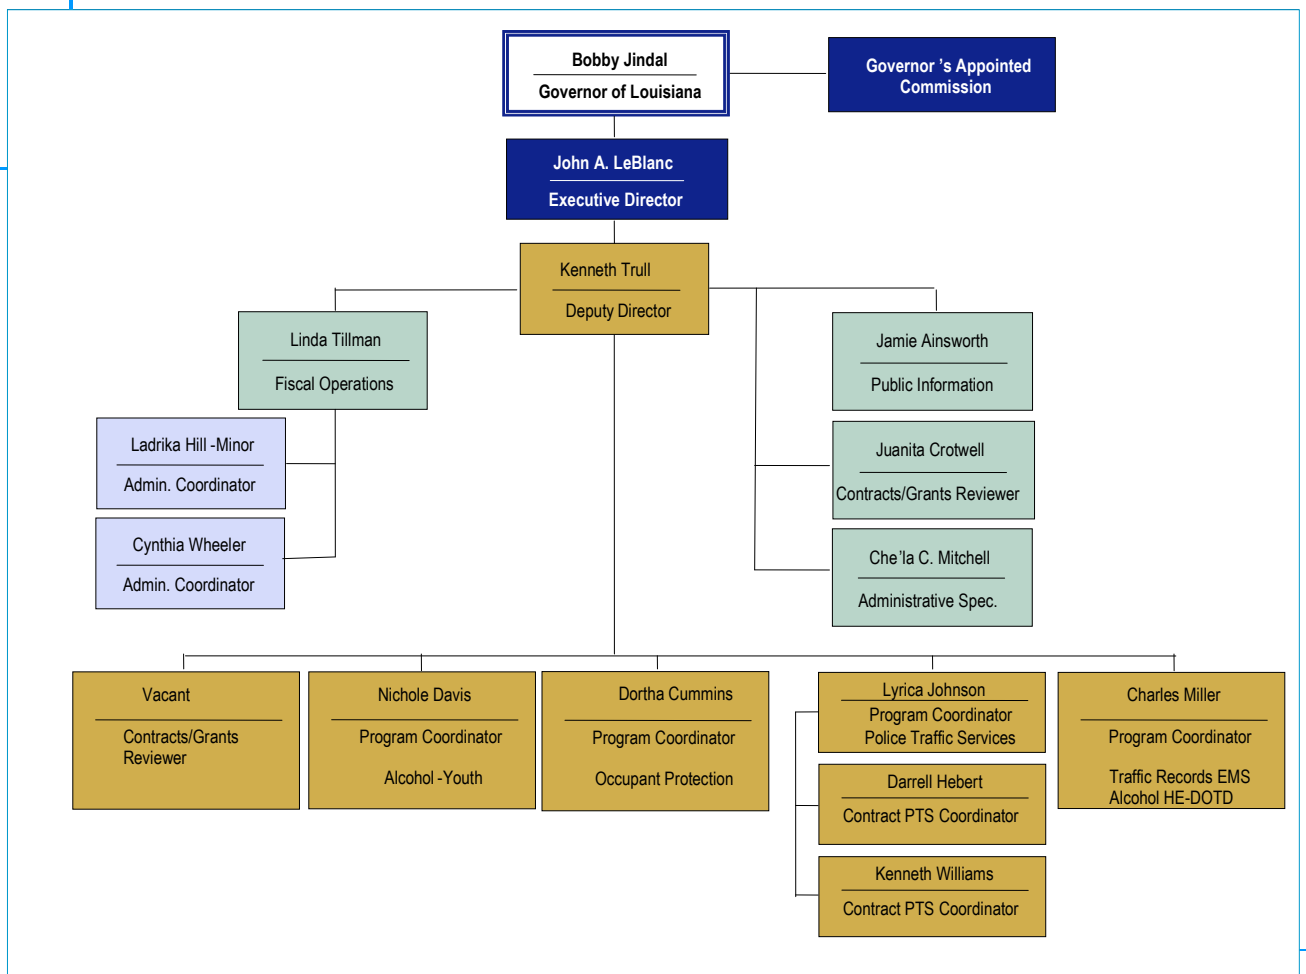 Bobby Jindal
Governor of Louisiana
Governor 's Appointed
Commission
John A. LeBlanc
Executive Director
Kenneth Trull
Deputy Director
Linda Tillman
Fiscal Operations
Jamie Ainsworth
Public Information
Ladrika Hill -Minor
Admin. Coordinator
Juanita Crotwell
Contracts/Grants Reviewer
Cynthia Wheeler
Admin. Coordinator
Che'la C. Mitchell
Administrative Spec.
Vacant
Contracts/Grants
Reviewer
Nichole Davis
Program Coordinator
Alcohol -Youth
Dortha Cummins
Program Coordinator
Occupant Protection
Lyrica Johnson
Program Coordinator
Police Traffic Services
Darrell Hebert
Contract PTS Coordinator
Kenneth Williams
Contract PTS Coordinator
Charles Miller
Program Coordinator
Traffic Records EMS
Alcohol HE-DOTD